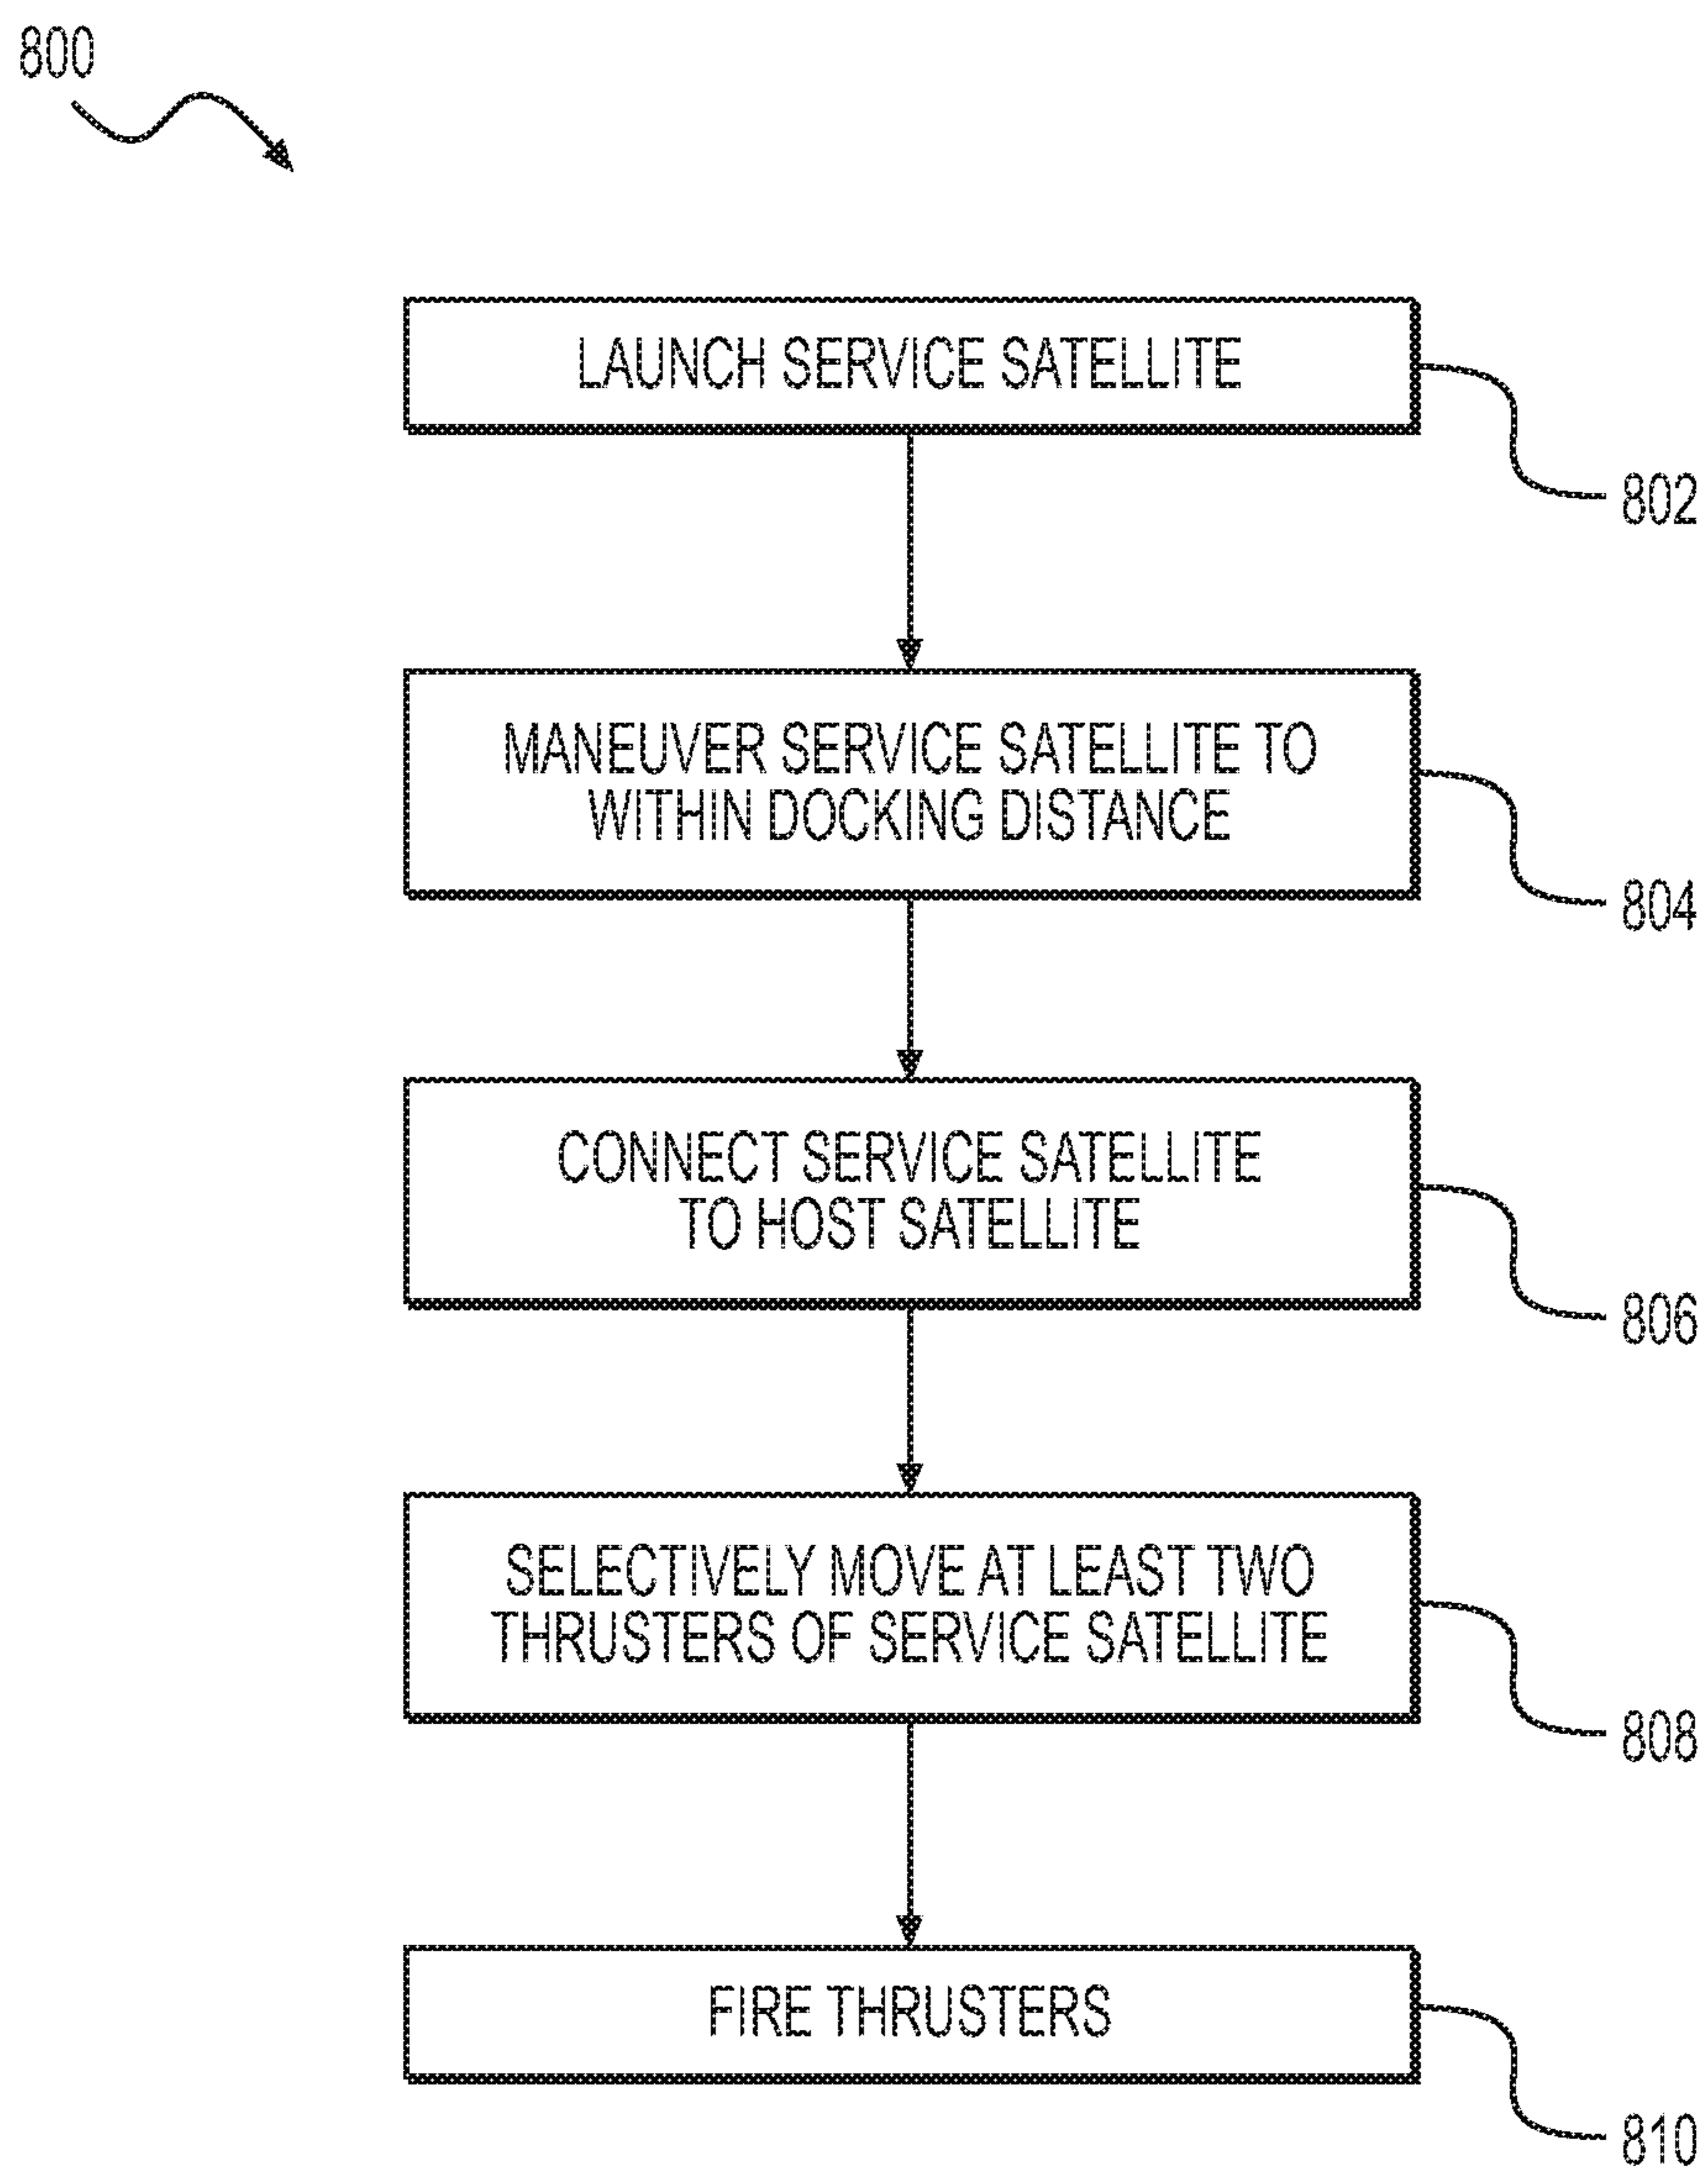 800
LAUNCH SERVICE SATELLITE
802
MANEUVER SERVICE SATELLITE TO
WITHIN DOCKING DISTANCE
804
CONNECT SERVICE SATELLITE
TO HOST SATELLITE
806
SELECTIVELY MOVE AT LEAST TWO
THRUSTERS OF SERVICE SATELLITE
808
FIRE THRUSTERS
810